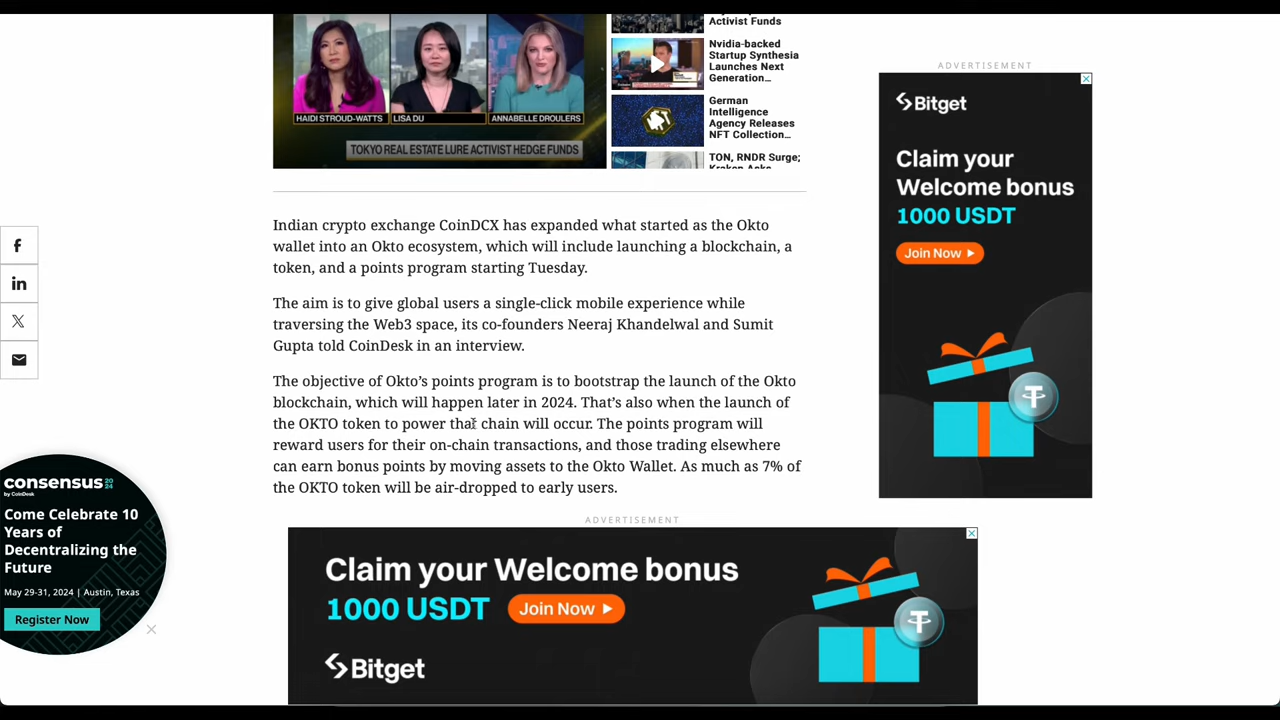 Activist Funds
Nvidia-backed
Startup Synthesia
Launches Next
Generation...
German
Intelligence
Agency Releases
NFT Collection...
TON, RNDR Surge;
Kraken Asks
HAIDI STROUD-WATTS
LISA DU
ANNABELLE DROULERS
TOKYO REAL ESTATE LURE ACTIVIST HEDGE FUNDS
Indian crypto exchange CoinDCX has expanded what started as the Okto
wallet into an Okto ecosystem, which will include launching a blockchain, a
token, and a points program starting Tuesday.
The aim is to give global users a single-click mobile experience while
traversing the Web3 space, its co-founders Neeraj Khandelwal and Sumit
Gupta told CoinDesk in an interview.
The objective of Okto’s points program is to bootstrap the launch of the Okto
blockchain, which will happen later in 2024. That’s also when the launch of
the OKTO token to power that chain will occur. The points program will
reward users for their on-chain transactions, and those trading elsewhere
can earn bonus points by moving assets to the Okto Wallet. As much as 7% of
the OKTO token will be air-dropped to early users.
ADVERTISEMENT
Claim your Welcome bonus
1000 USDT
Join Now
Bitget
ADVERTISEMENT
Bitget
Claim your
Welcome bonus
1000 USDT
Join Now
consensus 2024
by CoinDesk
Come Celebrate 10
Years of
Decentralizing the
Future
May 29-31, 2024 | Austin, Texas
Register Now